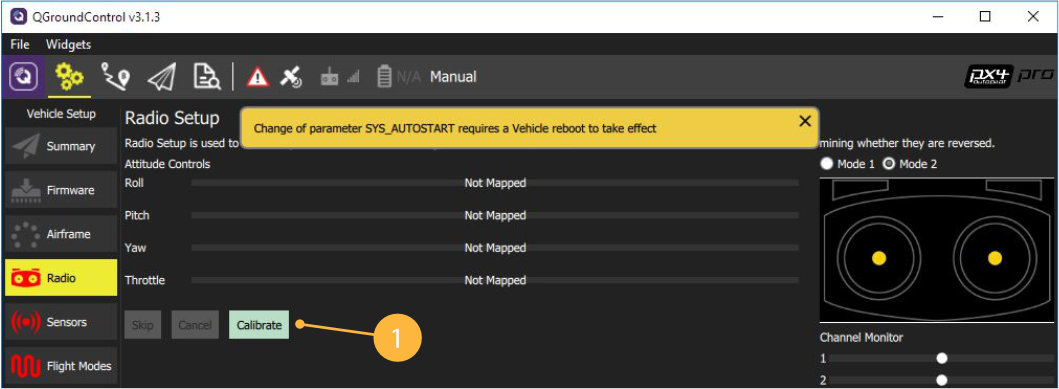 QGroundControl v3.1.3
File Widgets
N/A Manual
px4 pro
autopilot
Vehicle Setup
Summary
Firmware
Airframe
Radio
Sensors
Flight Modes
Radio Setup
Change of parameter SYS_AUTOSTART requires a Vehicle reboot to take effect
Radio Setup is used to
mining whether they are reversed.
Attitude Controls
Mode 1 Mode 2
Roll Not Mapped
Pitch Not Mapped
Yaw Not Mapped
Throttle Not Mapped
Skip Cancel Calibrate
1
Channel Monitor
1
2